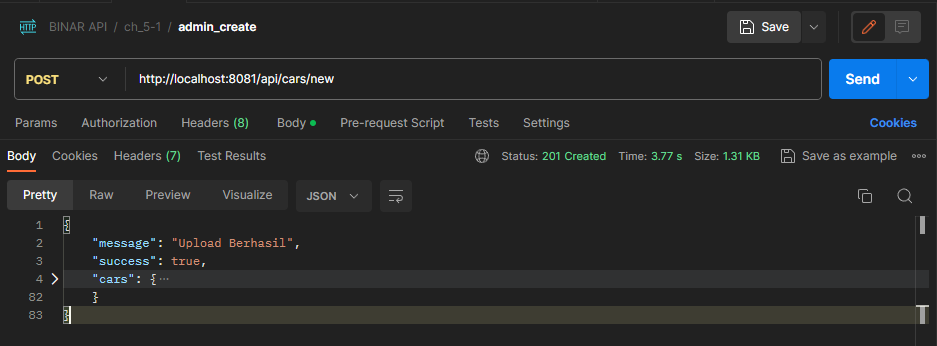 HTTP BINAR API / ch_5-1 / admin_create Save
POST http://localhost:8081/api/cars/new Send
Params Authorization Headers (8) Body Pre-request Script Tests Settings Cookies
Body Cookies Headers (7) Test Results Status: 201 Created Time: 3.77 s Size: 1.31 KB Save as example
Pretty Raw Preview Visualize JSON
1 {
2 "message": "Upload Berhasil",
3 "success": true,
4 "cars": {⋯
82 }
83 }